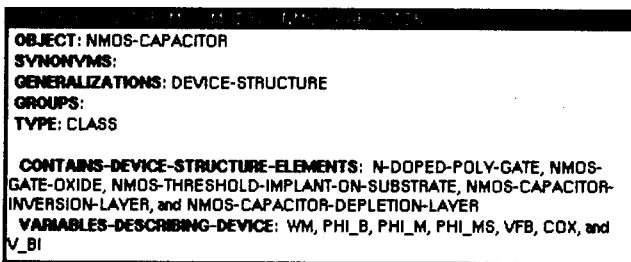 OBJECT: NMOS-CAPACITOR
SYNONYMS:
GENERALIZATIONS: DEVICE-STRUCTURE
GROUPS:
TYPE: CLASS
CONTAINS-DEVICE-STRUCTURE-ELEMENTS: N-DOPED-POLY-GATE, NMOS-
GATE-OXIDE, NMOS-THRESHOLD-IMPLANT-ON-SUBSTRATE, NMOS-CAPACITOR-
INVERSION-LAYER, and NMOS-CAPACITOR-DEPLETION-LAYER
VARIABLES-DESCRIBING-DEVICE: WM, PHI_B, PHI_M, PHI_MS, VFB, COX, and
V_BI